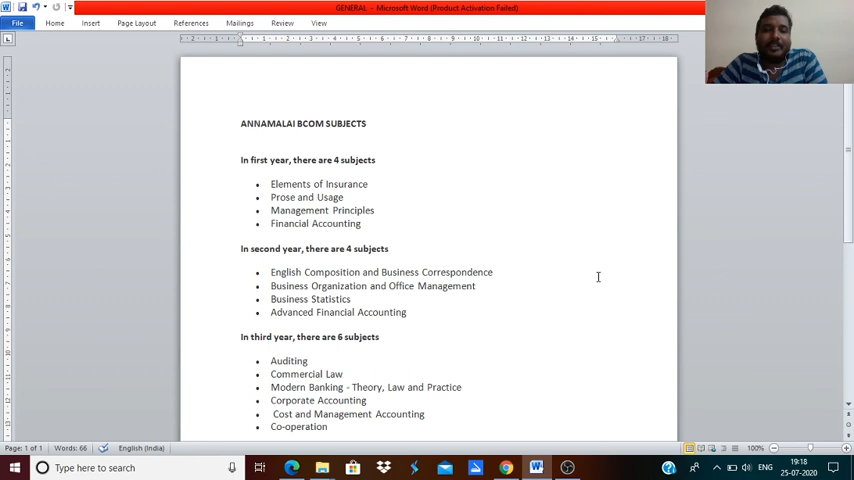 GENERAL - Microsoft Word (Product Activation Failed)
File Home Insert Page Layout References Mailings Review View
ANNAMALAI BCOM SUBJECTS
In first year, there are 4 subjects
• Elements of Insurance
• Prose and Usage
• Management Principles
• Financial Accounting
In second year, there are 4 subjects
• English Composition and Business Correspondence
• Business Organization and Office Management
• Business Statistics
• Advanced Financial Accounting
In third year, there are 6 subjects
• Auditing
• Commercial Law
• Modern Banking - Theory, Law and Practice
• Corporate Accounting
• Cost and Management Accounting
• Co-operation
Page: 1 of 1 Words: 66 English (India) 100%
Type here to search ENG 19:18
25-07-2020